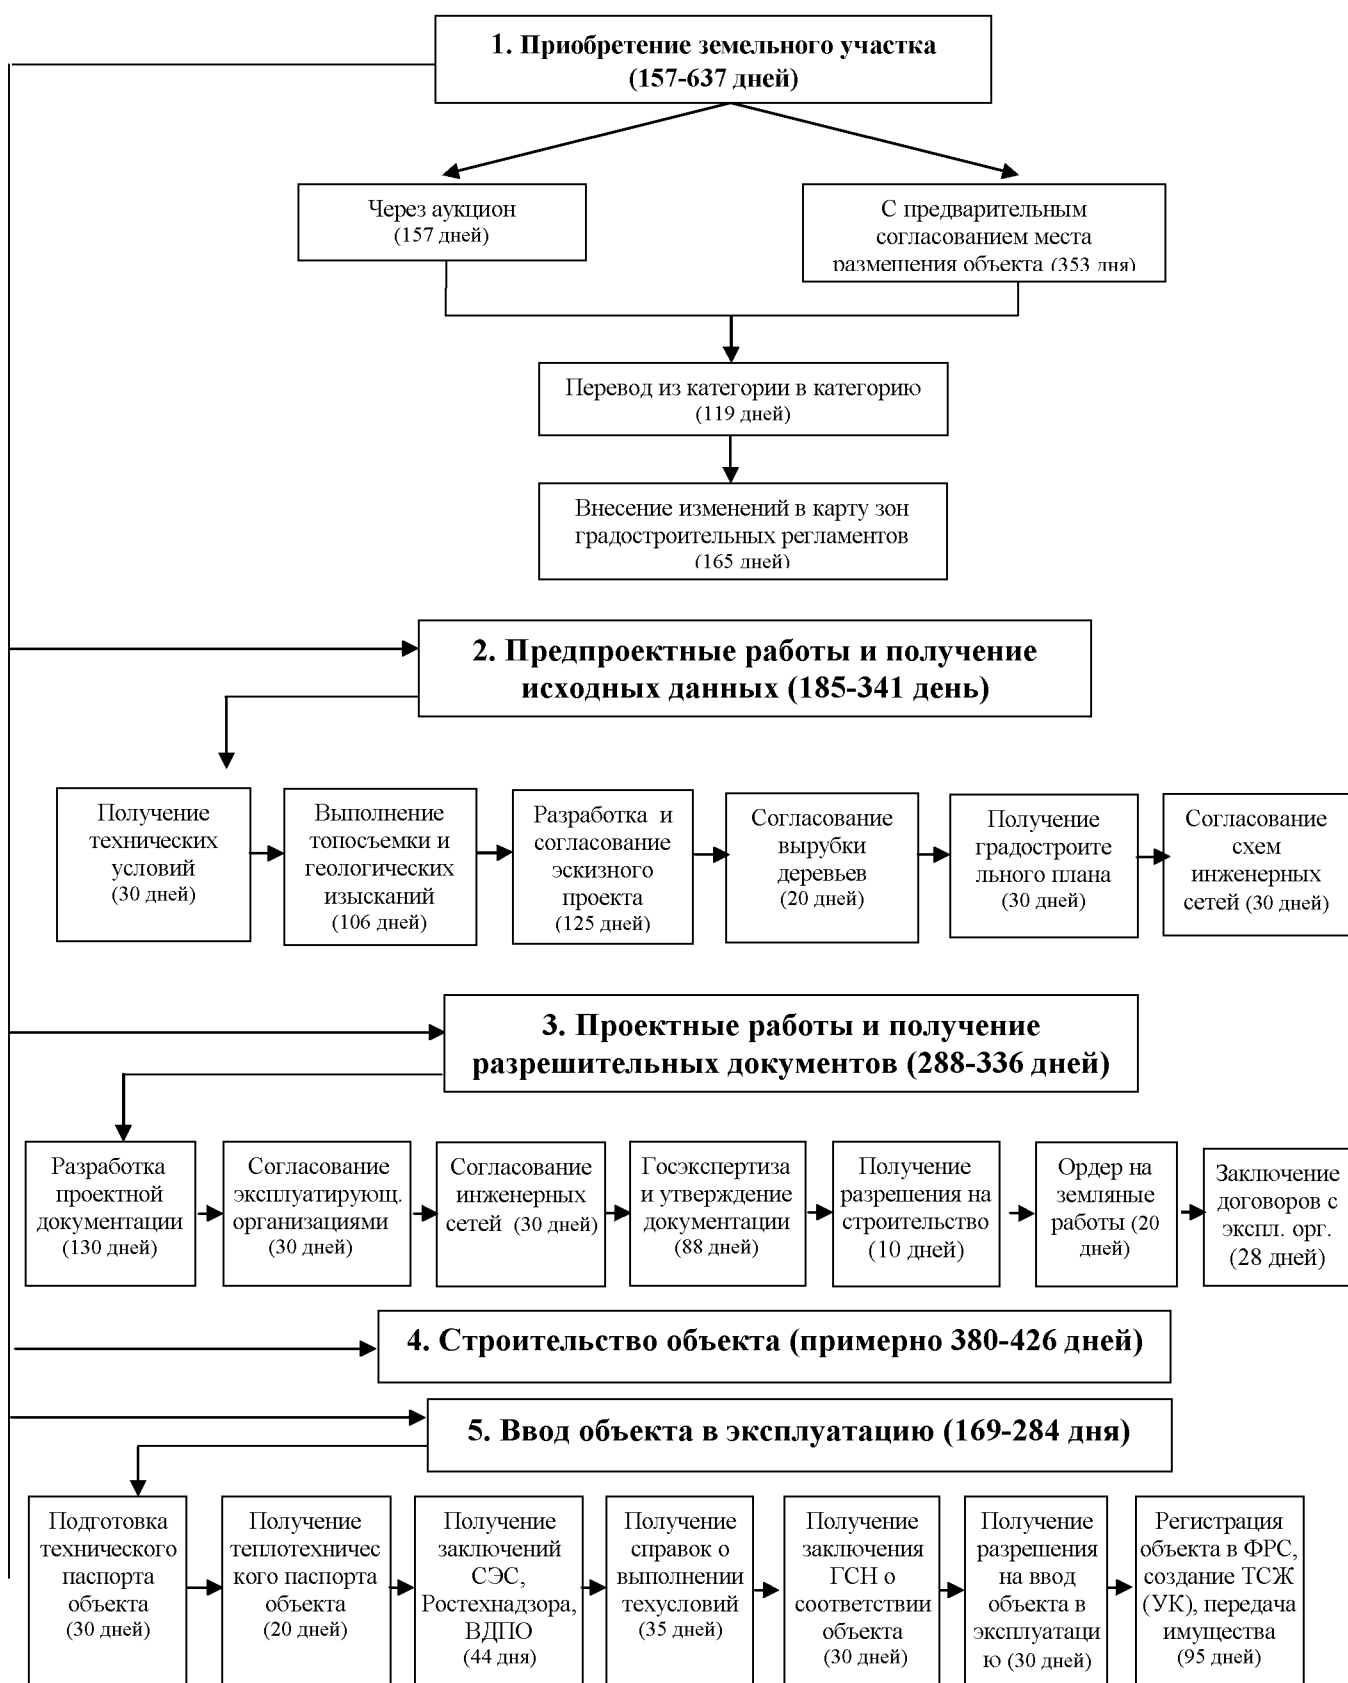 1. Приобретение земельного участка
(157-637 дней)
Через аукцион
(157 дней)
С предварительным
согласованием места
размещения объекта (353 дня)
Перевод из категории в категорию
(119 дней)
Внесение изменений в карту зон
градостроительных регламентов
(165 дней)
2. Предпроектные работы и получение
исходных данных (185-341 день)
Получение
технических
условий
(30 дней)
Выполнение
топосъемки и
геологических
изысканий
(106 дней)
Разработка и
согласование
эскизного
проекта
(125 дней)
Согласование
вырубки
деревьев
(20 дней)
Получение
градостроите
льного плана
(30 дней)
Согласование
схем
инженерных
сетей (30 дней)
3. Проектные работы и получение
разрешительных документов (288-336 дней)
Разработка
проектной
документации
(130 дней)
Согласование
эксплуатирующ.
организациями
(30 дней)
Согласование
инженерных
сетей (30 дней)
Госэкспертиза
и утверждение
документации
(88 дней)
Получение
разрешения на
строительство
(10 дней)
Ордер на
земляные
работы (20
дней)
Заключение
договоров с
экспл. орг.
(28 дней)
4. Строительство объекта (примерно 380-426 дней)
5. Ввод объекта в эксплуатацию (169-284 дня)
Подготовка
технического
паспорта
объекта
(30 дней)
Получение
теплотехничес
кого паспорта
объекта
(20 дней)
Получение
заключений
СЭС,
Ростехнадзора,
ВДПО
(44 дня)
Получение
справок о
выполнении
техусловий
(35 дней)
Получение
заключения
ГСН о
соответствии
объекта
(30 дней)
Получение
разрешения
на ввод
объекта в
эксплуатаци
ю (30 дней)
Регистрация
объекта в ФРС,
создание ТСЖ
(УК), передача
имущества
(95 дней)